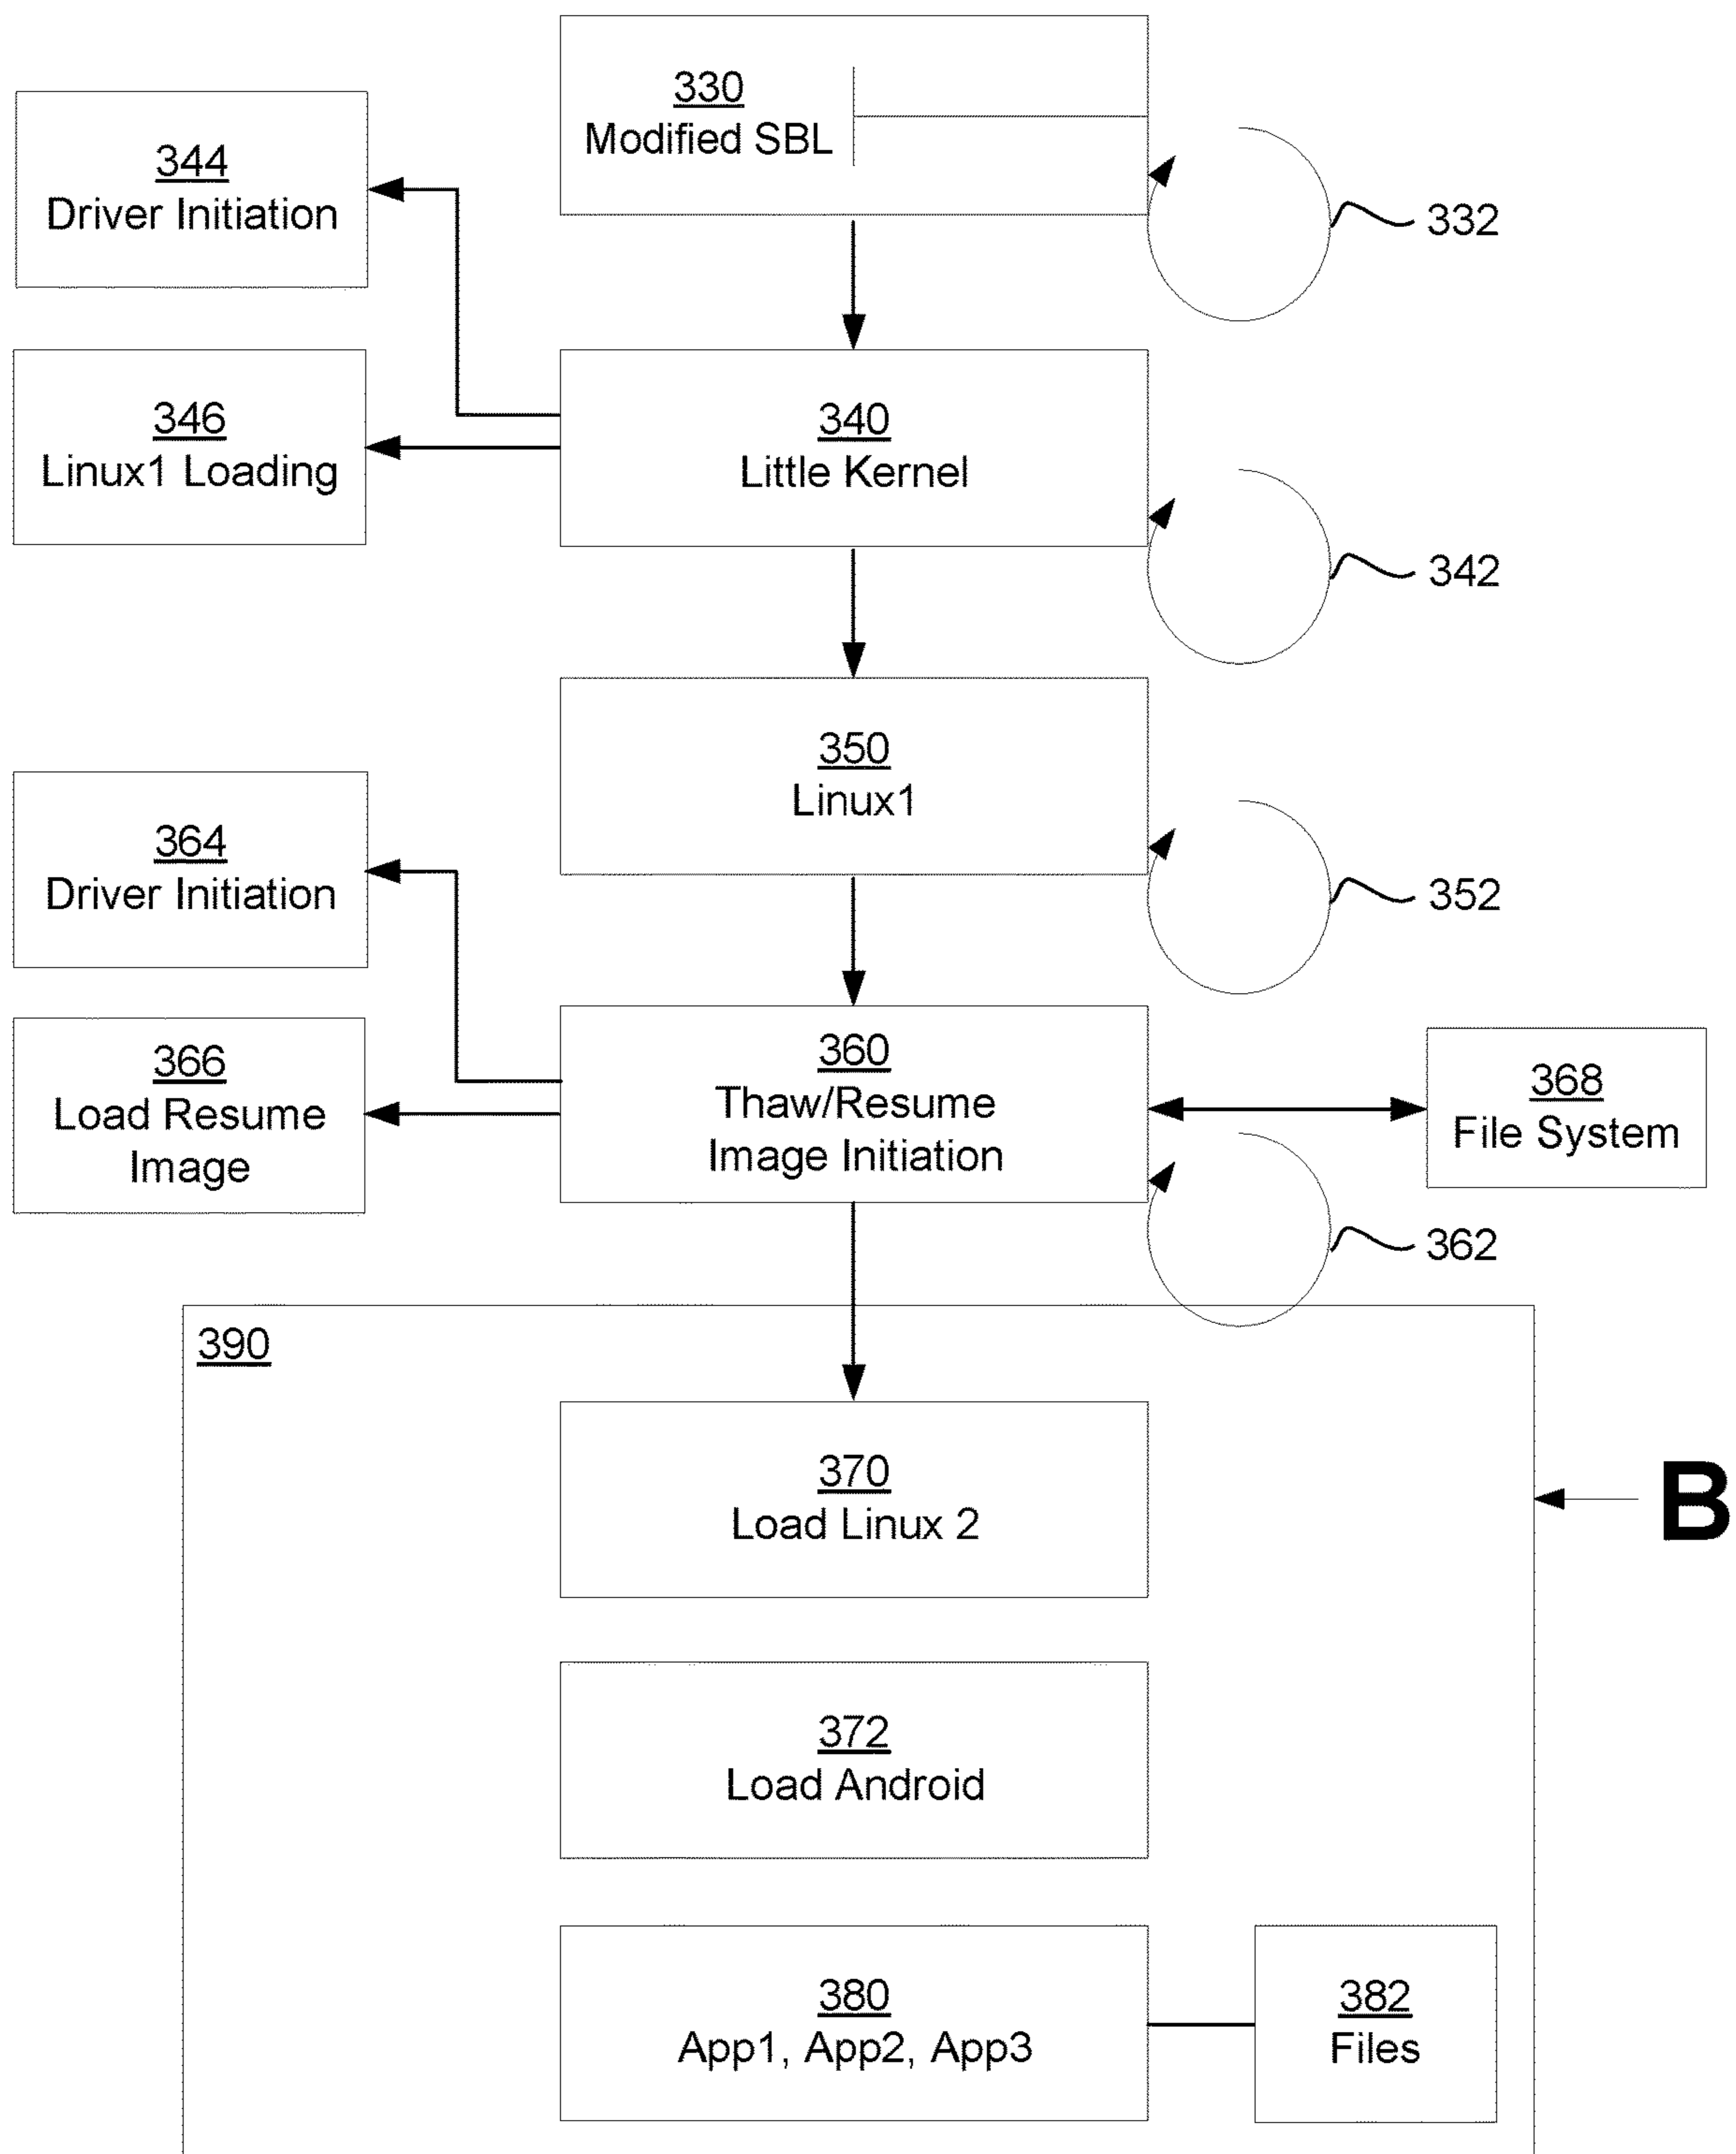 330
Modified SBL
344
Driver Initiation
332
346
Linux1 Loading
340
Little Kernel
342
350
Linux1
364
Driver Initiation
352
366
Load Resume
Image
360
Thaw/Resume
Image Initiation
368
File System
362
390
370
Load Linux 2
B
372
Load Android
380
App1, App2, App3
382
Files